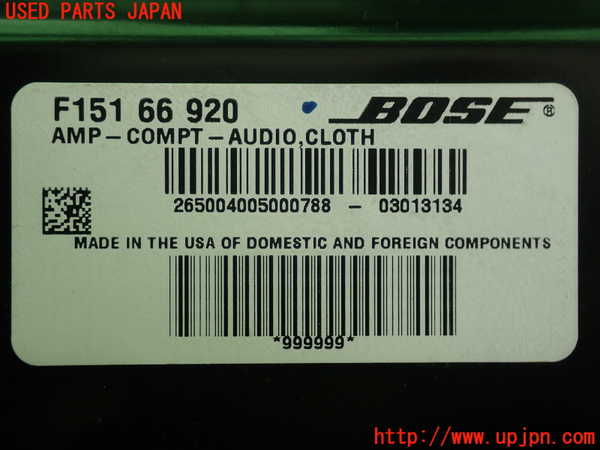 USED PARTS JAPAN
F151 66 920 BOSE ®
AMP-COMPT-AUDIO,CLOTH
265004005000788 - 03013134
MADE IN THE USA OF DOMESTIC AND FOREIGN COMPONENTS
*999999*
http://www.upjpn.com